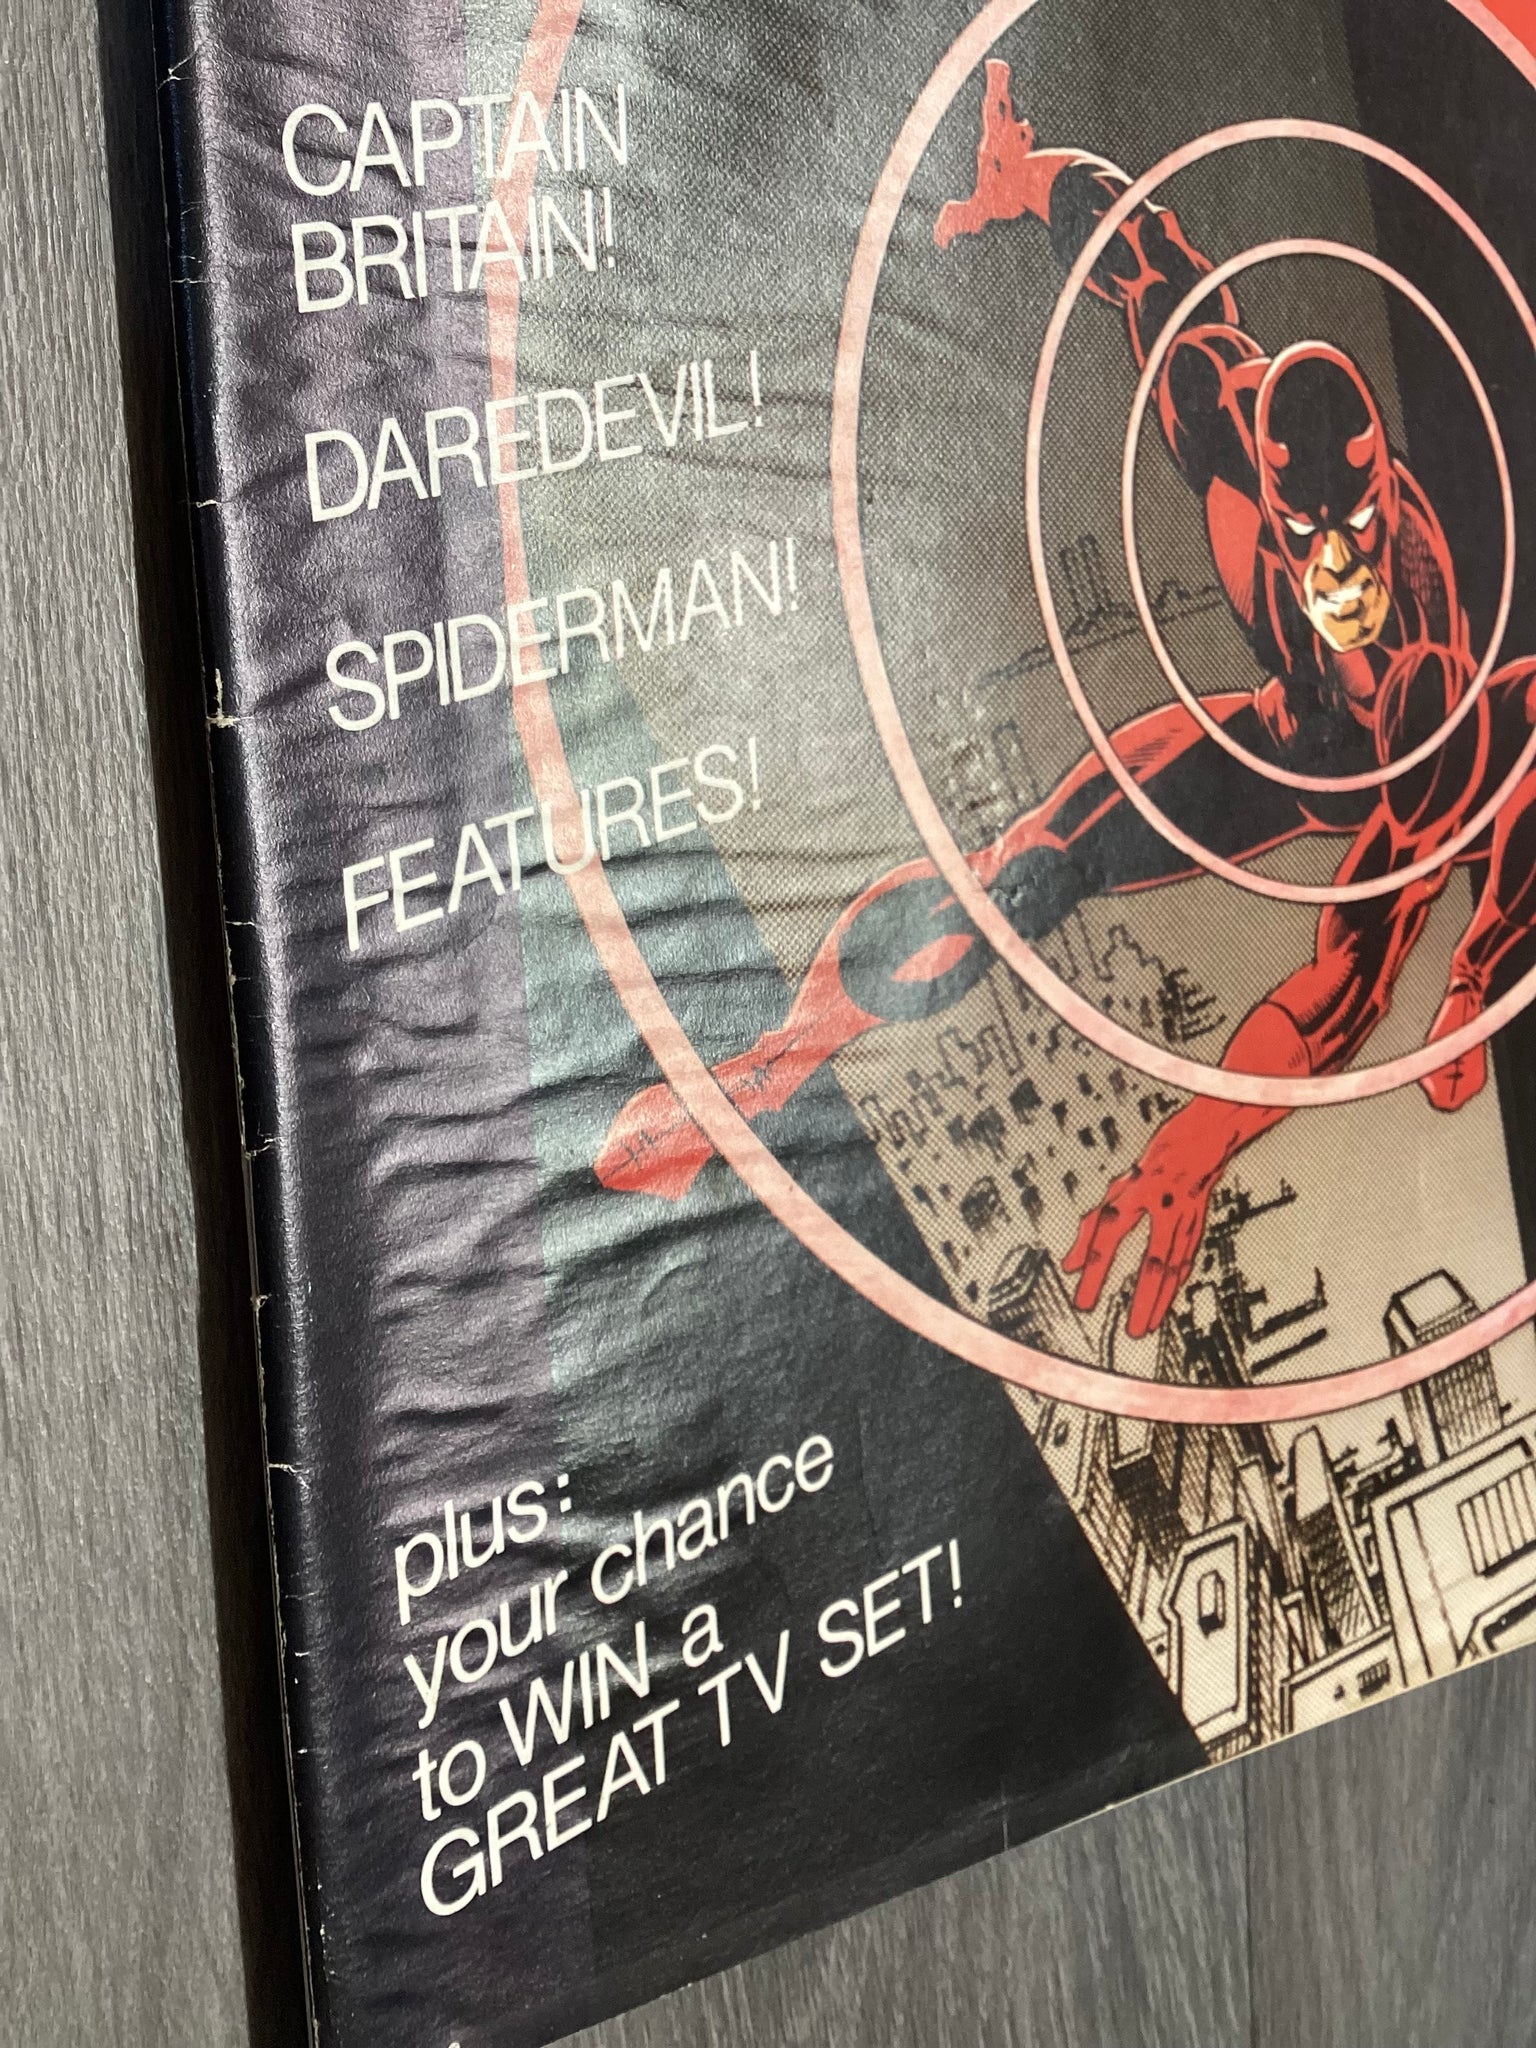 CAPTAIN
BRITAIN!
DAREDEVIL!
SPIDERMAN!
FEATURES!
plus:
your chance
to WIN a
GREAT TV SET!